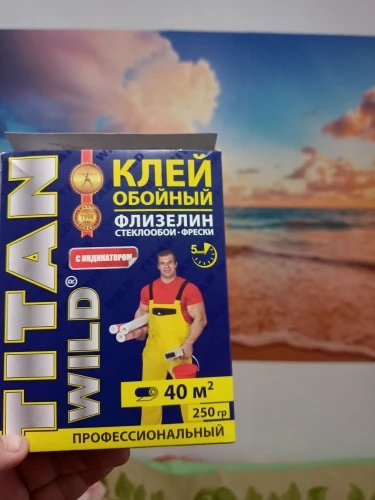 TITAN
WILD®
КЛЕЙ
ОБОЙНЫЙ
ФЛИЗЕЛИН
СТЕКЛООБОИ-ФРЕСКИ
С ИНДИКАТОРОМ
5
40 м²
250 гр
ПРОФЕССИОНАЛЬНЫЙ